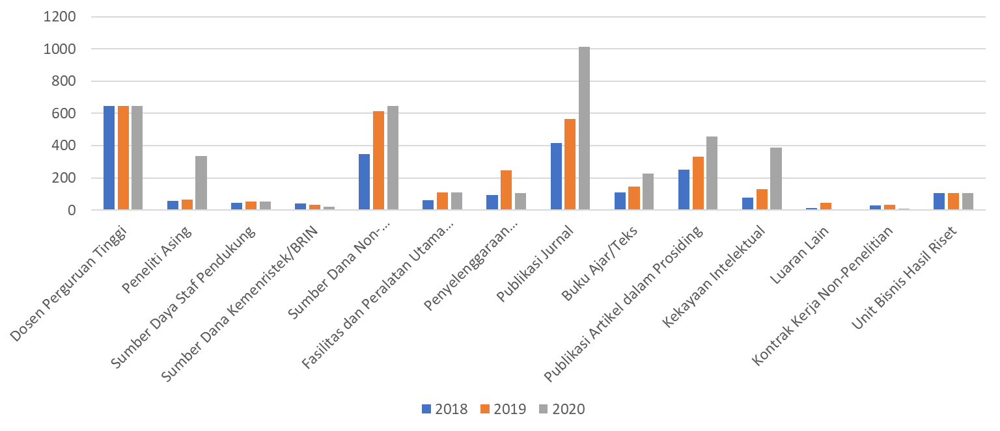 1200
1000
800
600
400
200
0
Dosen Perguruan Tinggi
Peneliti Asing
Sumber Daya Staf Pendukung
Sumber Dana Kemenristek/BRIN
Sumber Dana Non-...
Fasilitas dan Peralatan Utama...
Penyelenggaraan...
Publikasi Jurnal
Buku Ajar/Teks
Publikasi Artikel dalam Prosiding
Kekayaan Intelektual
Luaran Lain
Kontrak Kerja Non-Penelitian
Unit Bisnis Hasil Riset
2018 2019 2020